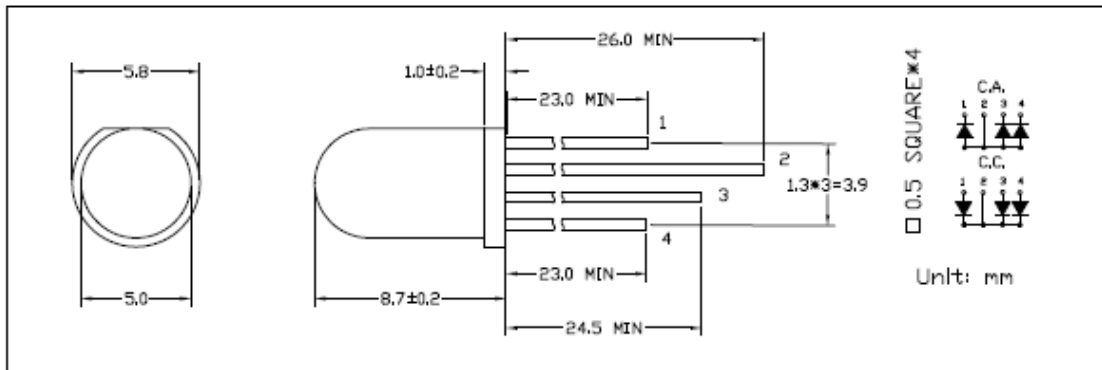 5.8
5.0
1.0±0.2
8.7±0.2
26.0 MIN
23.0 MIN
1
2
3
4
1.3*3=3.9
23.0 MIN
24.5 MIN
□ 0.5 SQUARE*4
C.A.
1 2 3 4
C.C.
1 2 3 4
Unit: mm